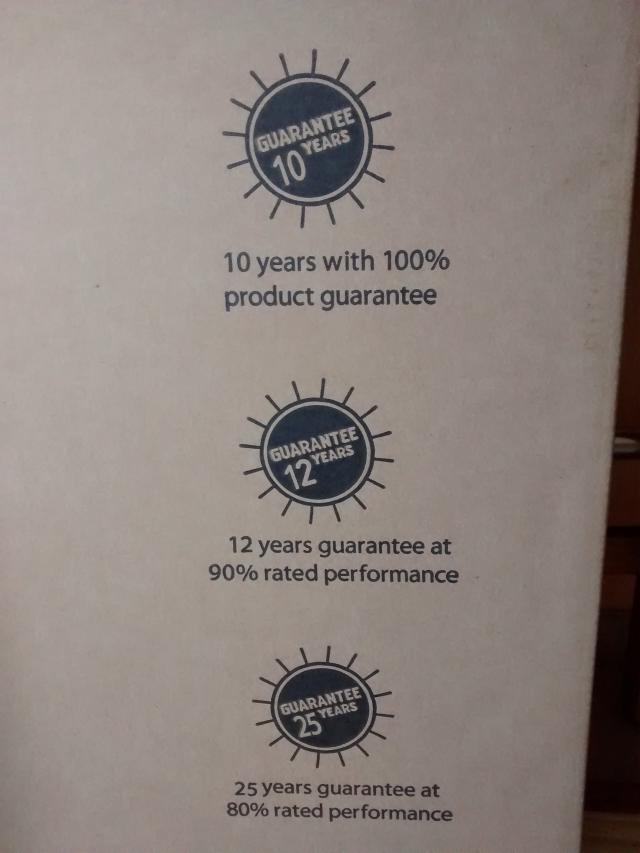 GUARANTEE
10 YEARS
10 years with 100%
product guarantee
GUARANTEE
12 YEARS
12 years guarantee at
90% rated performance
GUARANTEE
25 YEARS
25 years guarantee at
80% rated performance